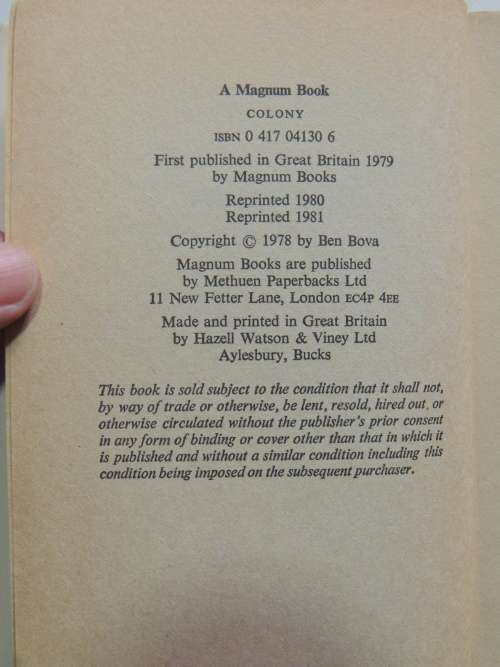 A Magnum Book
COLONY
ISBN 0 417 04130 6
First published in Great Britain 1979
by Magnum Books
Reprinted 1980
Reprinted 1981
Copyright © 1978 by Ben Bova
Magnum Books are published
by Methuen Paperbacks Ltd
11 New Fetter Lane, London EC4P 4EE
Made and printed in Great Britain
by Hazell Watson & Viney Ltd
Aylesbury, Bucks
This book is sold subject to the condition that it shall not,
by way of trade or otherwise, be lent, resold, hired out, or
otherwise circulated without the publisher's prior consent
in any form of binding or cover other than that in which it
is published and without a similar condition including this
condition being imposed on the subsequent purchaser.